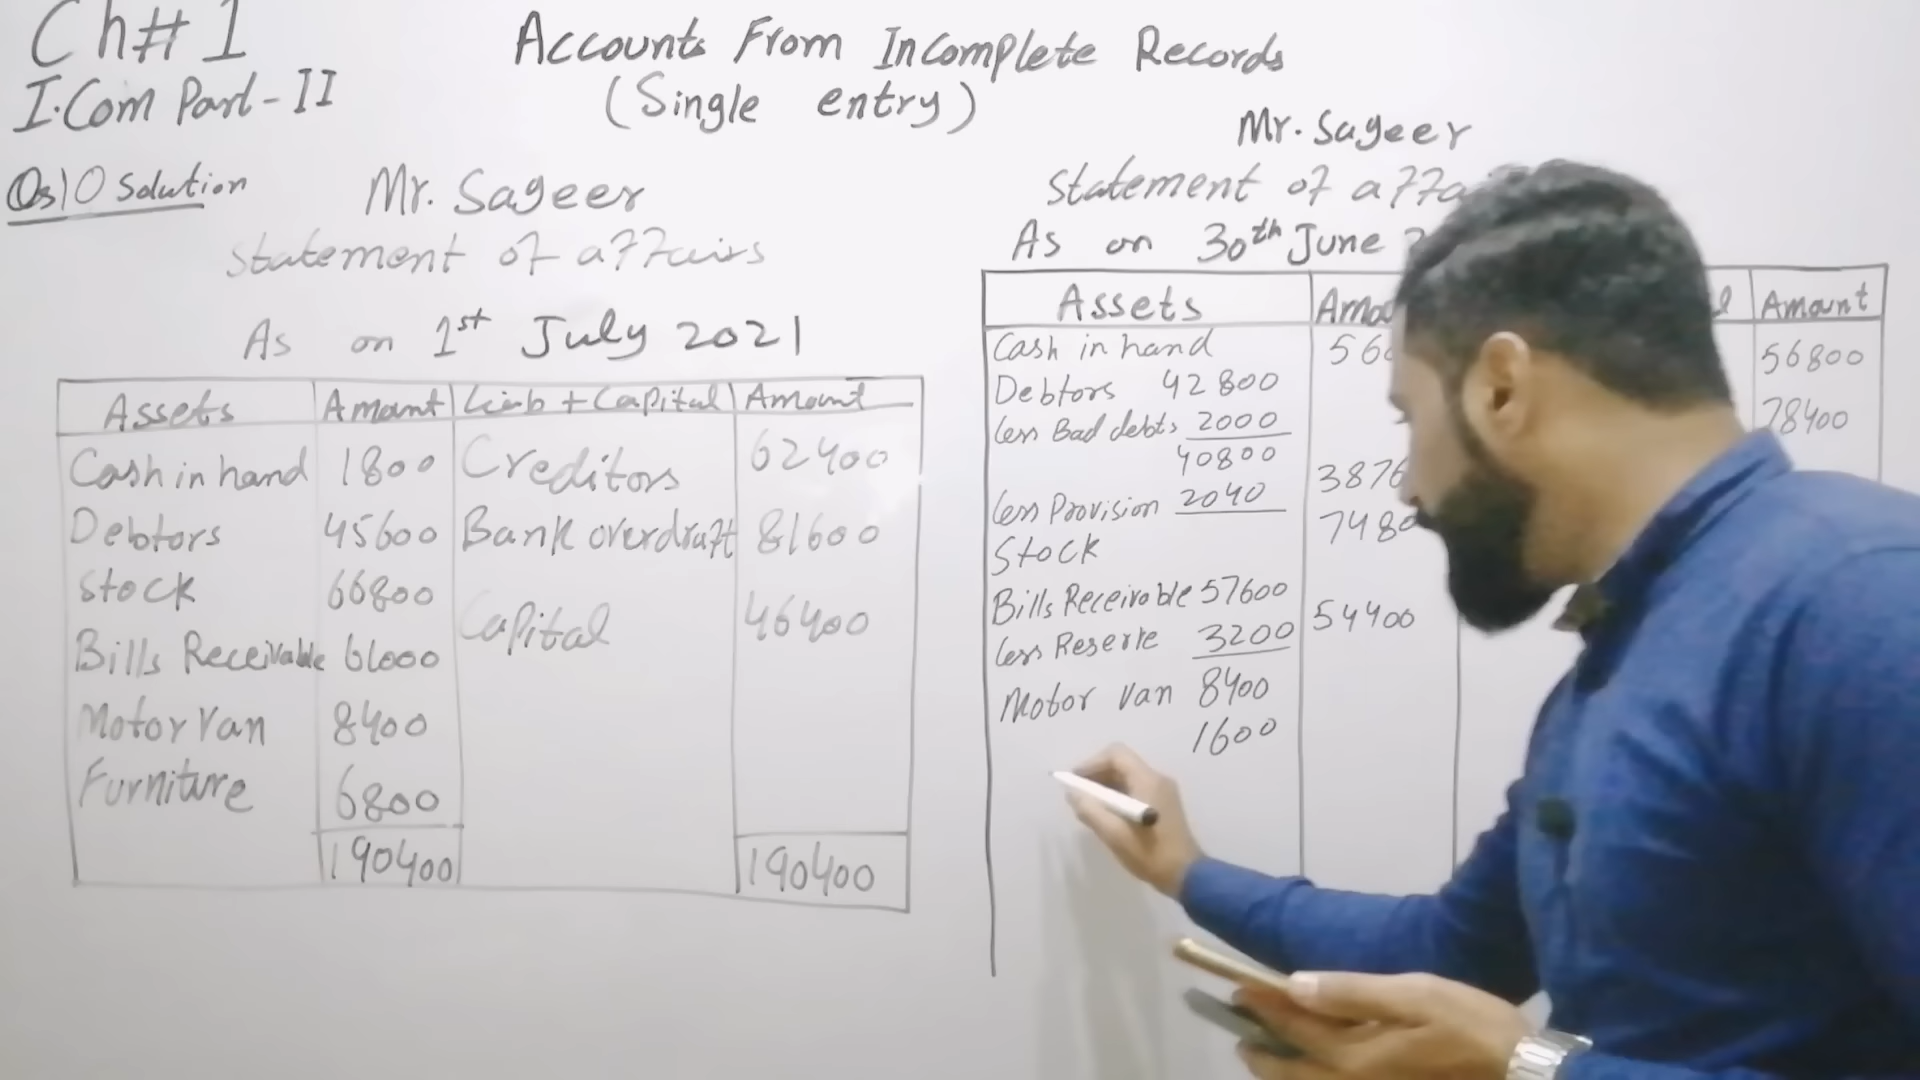 Ch# 1
I.Com Part-II
Accounts From Incomplete Records
(Single entry)
Qs10 Solution
Mr. Sageer
Statement of affairs
As on 1st July 2021
Assets Amount Liab + Capital Amount
Cash in hand 1800 Creditors 62400
Debtors 45600 Bank overdraft 81600
Stock 66800 Capital 46400
Bills Receivable 61000
Motor Van 8400
Furniture 6800
190400 190400
Mr. Sageer
Statement of
As on 30th June
Assets Amount
Cash in hand 56800
Debtors 42800 78400
less Bad debts 2000
40800
less Provision 2040
Stock
Bills Receivable 57600
less Reserve 3200 54400
Motor Van 8400
1600